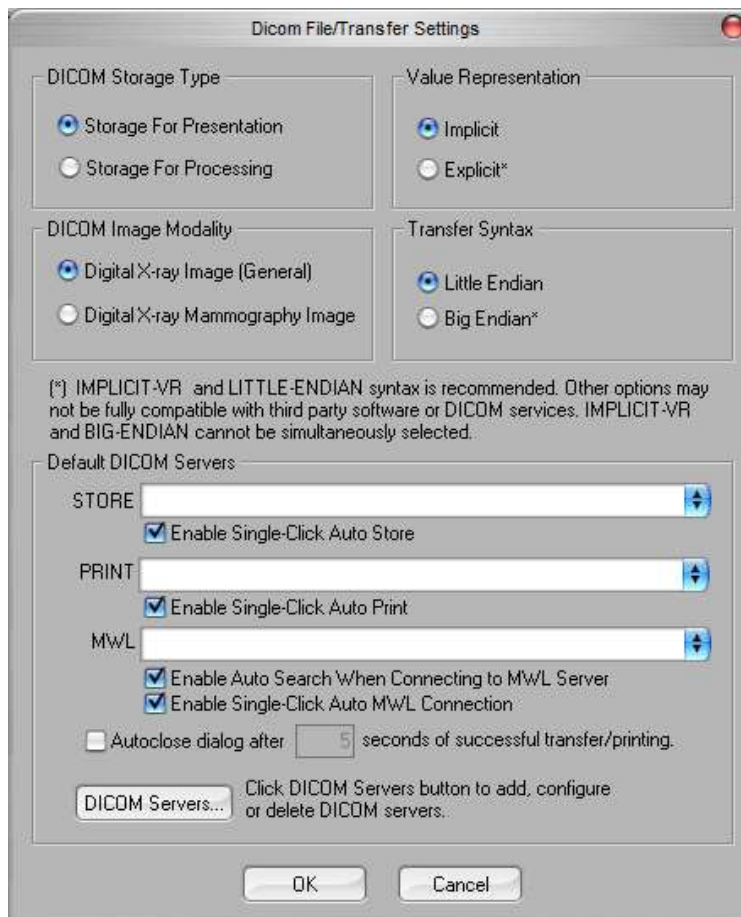 Dicom File/Transfer Settings
DICOM Storage Type
Storage For Presentation
Storage For Processing
Value Representation
Implicit
Explicit*
DICOM Image Modality
Digital X-ray Image (General)
Digital X-ray Mammography Image
Transfer Syntax
Little Endian
Big Endian*
(*) IMPLICIT-VR and LITTLE-ENDIAN syntax is recommended. Other options may
not be fully compatible with third party software or DICOM services. IMPLICIT-VR
and BIG-ENDIAN cannot be simultaneously selected.
Default DICOM Servers
STORE
Enable Single-Click Auto Store
PRINT
Enable Single-Click Auto Print
MWL
Enable Auto Search When Connecting to MWL Server
Enable Single-Click Auto MWL Connection
Autoclose dialog after 5 seconds of successful transfer/printing.
DICOM Servers...
Click DICOM Servers button to add, configure
or delete DICOM servers.
OK
Cancel